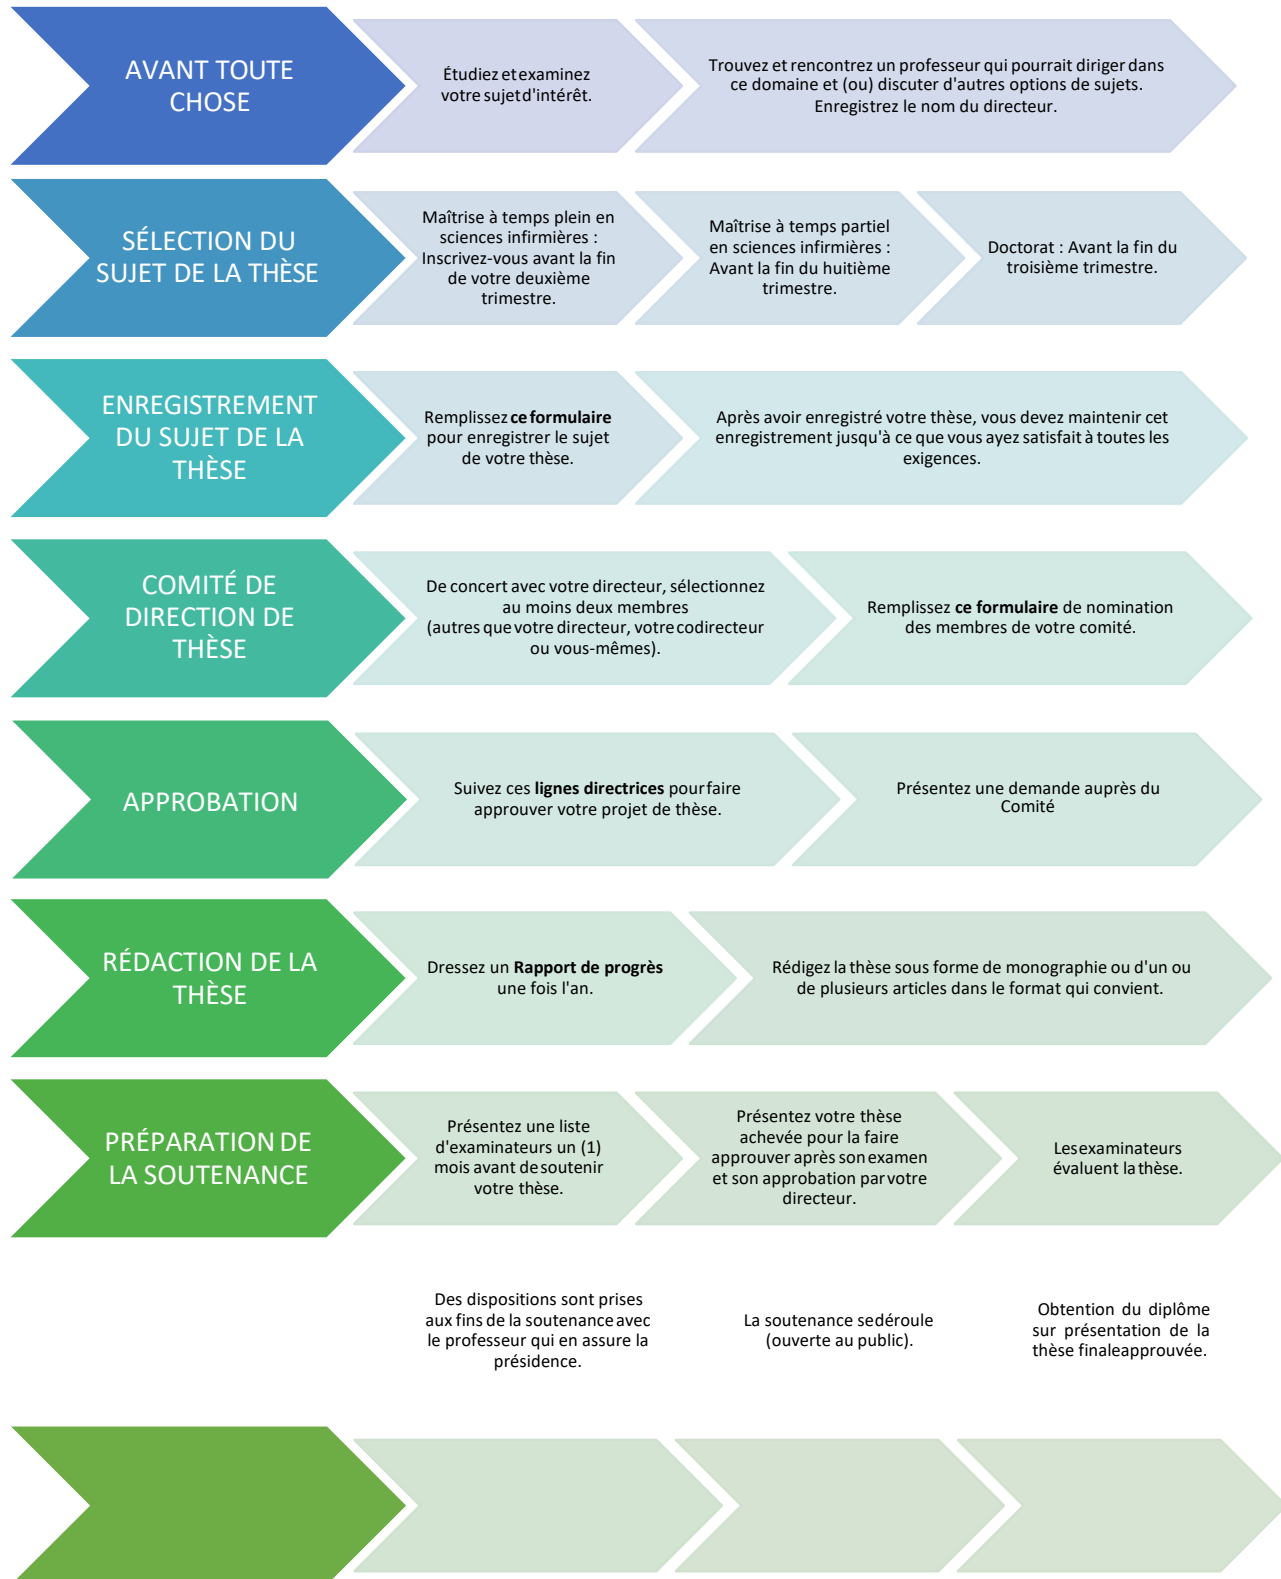 AVANT TOUTE
CHOSE
Étudiez et examinez
votre sujet d'intérêt.
Trouvez et rencontrez un professeur qui pourrait diriger dans
ce domaine et (ou) discuter d'autres options de sujets.
Enregistrez le nom du directeur.
SÉLECTION DU
SUJET DE LA THÈSE
Maîtrise à temps plein en
sciences infirmières :
Inscrivez-vous avant la fin
de votre deuxième
trimestre.
Maîtrise à temps partiel
en sciences infirmières :
Avant la fin du huitième
trimestre.
Doctorat : Avant la fin du
troisième trimestre.
ENREGISTREMENT
DU SUJET DE LA
THÈSE
Remplissez ce formulaire
pour enregistrer le sujet
de votre thèse.
Après avoir enregistré votre thèse, vous devez maintenir cet
enregistrement jusqu'à ce que vous ayez satisfait à toutes les
exigences.
COMITÉ DE
DIRECTION DE
THÈSE
De concert avec votre directeur, sélectionnez
au moins deux membres
(autres que votre directeur, votre codirecteur
ou vous-mêmes).
Remplissez ce formulaire de nomination
des membres de votre comité.
APPROBATION
Suivez ces lignes directrices pour faire
approuver votre projet de thèse.
Présentez une demande auprès du
Comité
RÉDACTION DE LA
THÈSE
Dressez un Rapport de progrès
une fois l'an.
Rédigez la thèse sous forme de monographie ou d'un ou
de plusieurs articles dans le format qui convient.
PRÉPARATION DE
LA SOUTENANCE
Présentez une liste
d'examinateurs un (1)
mois avant de soutenir
votre thèse.
Présentez votre thèse
achevée pour la faire
approuver après son examen
et son approbation par votre
directeur.
Les examinateurs
évaluent la thèse.
Des dispositions sont prises
aux fins de la soutenance avec
le professeur qui en assure la
présidence.
La soutenance se déroule
(ouverte au public).
Obtention du diplôme
sur présentation de la
thèse finale approuvée.